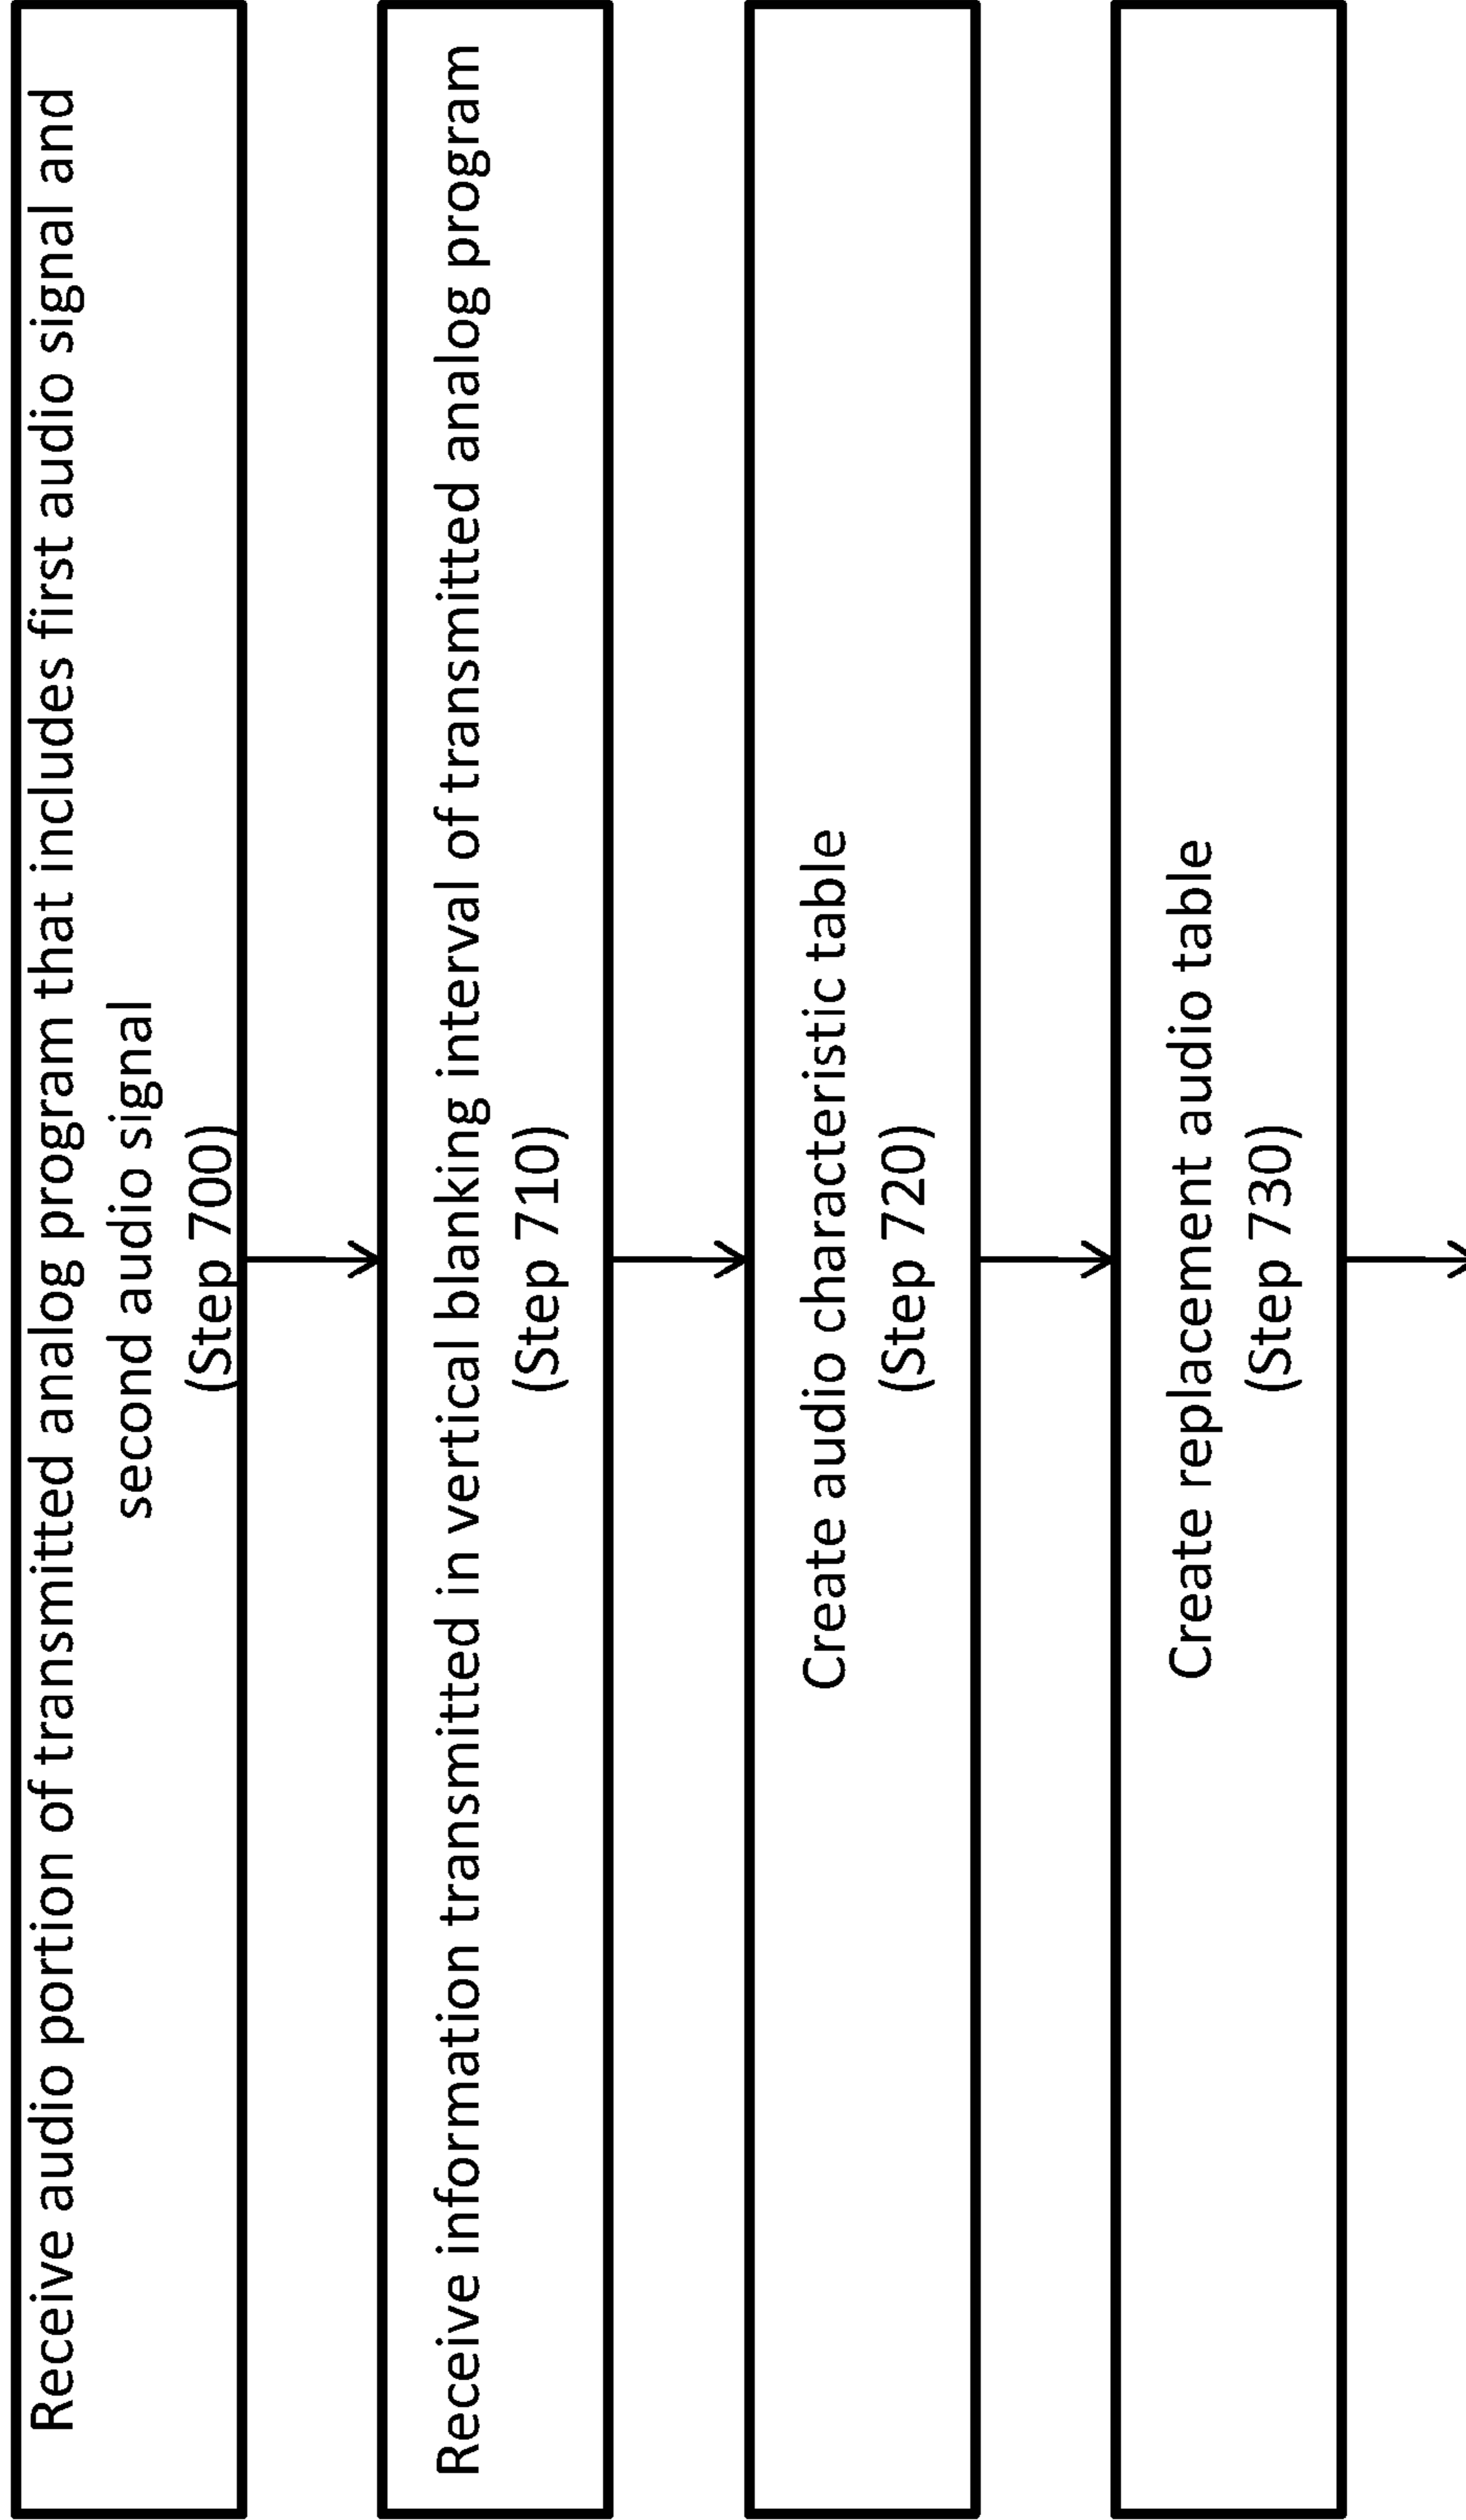 Receive audio portion of transmitted analog program that includes first audio signal and
second audio signal
(Step 700)
Receive information transmitted in vertical blanking interval of transmitted analog program
(Step 710)
Create audio characteristic table
(Step 720)
Create replacement audio table
(Step 730)